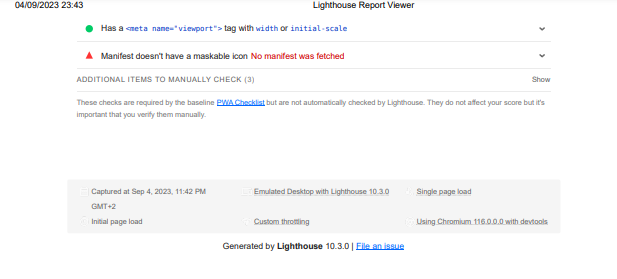 04/09/2023 23:43 Lighthouse Report Viewer
Has a <meta name="viewport"> tag with width or initial-scale
Manifest doesn't have a maskable icon No manifest was fetched
ADDITIONAL ITEMS TO MANUALLY CHECK (3) Show
These checks are required by the baseline PWA Checklist but are not automatically checked by Lighthouse. They do not affect your score but it's
important that you verify them manually.
Captured at Sep 4, 2023, 11:42 PM Emulated Desktop with Lighthouse 10.3.0 Single page load
GMT+2
Initial page load Custom throttling Using Chromium 116.0.0.0 with devtools
Generated by Lighthouse 10.3.0 | File an issue